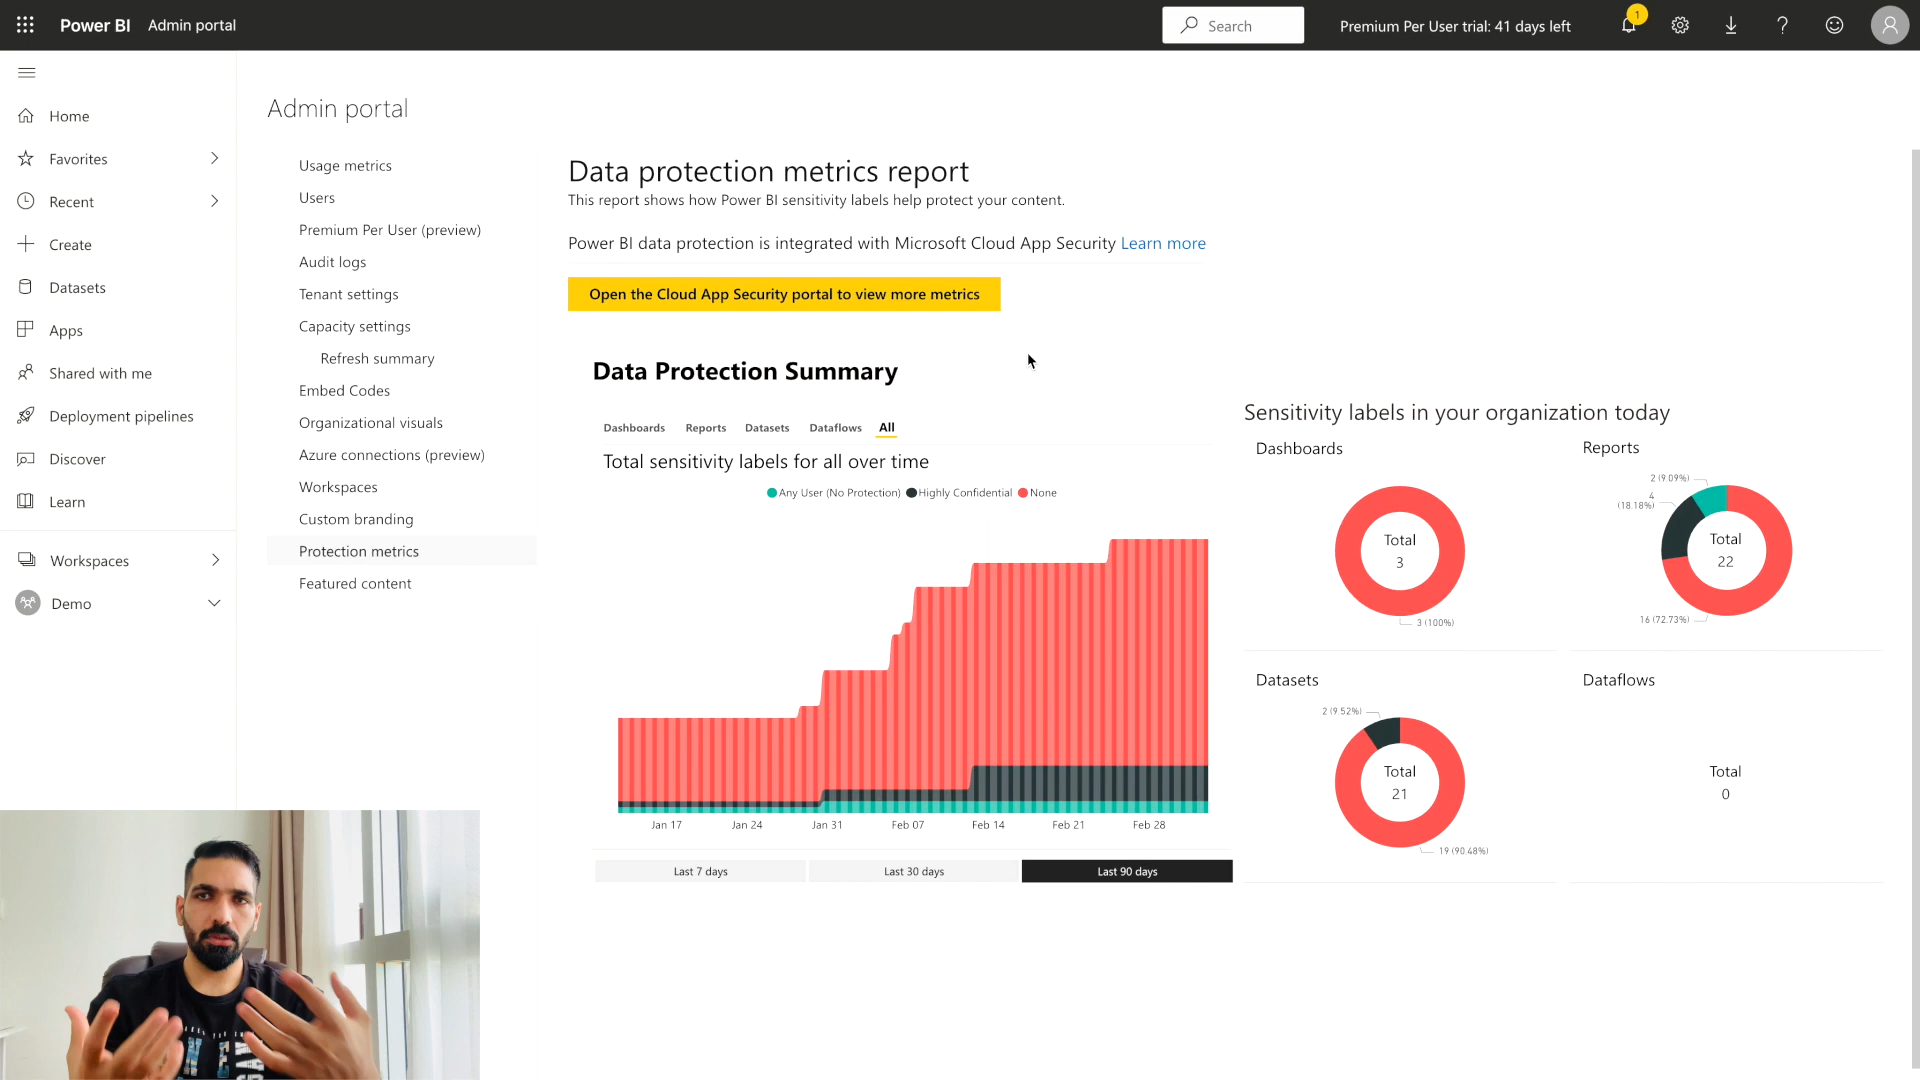 Power BI Admin portal
Search
Premium Per User trial: 41 days left
1
Home
Favorites
Recent
Create
Datasets
Apps
Shared with me
Deployment pipelines
Discover
Learn
Workspaces
Demo
Admin portal
Usage metrics
Users
Premium Per User (preview)
Audit logs
Tenant settings
Capacity settings
Refresh summary
Embed Codes
Organizational visuals
Azure connections (preview)
Workspaces
Custom branding
Protection metrics
Featured content
Data protection metrics report
This report shows how Power BI sensitivity labels help protect your content.
Power BI data protection is integrated with Microsoft Cloud App Security Learn more
Open the Cloud App Security portal to view more metrics
Data Protection Summary
Dashboards Reports Datasets Dataflows All
Total sensitivity labels for all over time
Any User (No Protection) Highly Confidential None
Jan 17 Jan 24 Jan 31 Feb 07 Feb 14 Feb 21 Feb 28
Last 7 days Last 30 days Last 90 days
Sensitivity labels in your organization today
Dashboards
Total
3
3 (100%)
Reports
2 (9.09%)
4
(18.18%)
Total
22
16 (72.73%)
Datasets
2 (9.52%)
Total
21
19 (90.48%)
Dataflows
Total
0